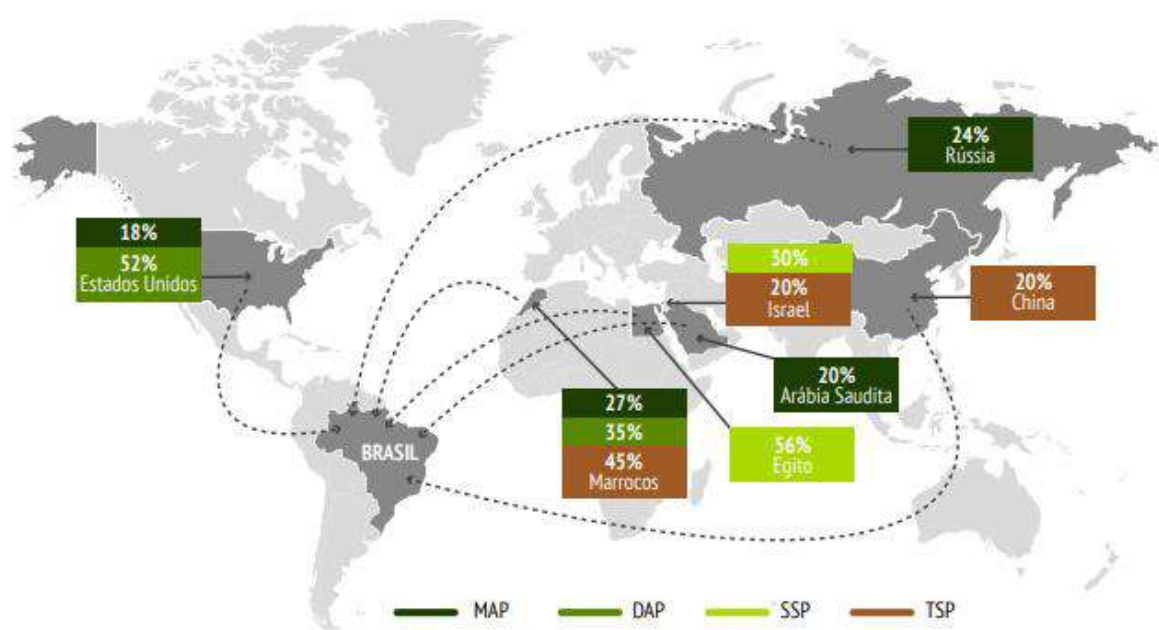 24%
Rússia
18%
52%
Estados Unidos
30%
20%
Israel
20%
China
20%
Arábia Saudita
27%
35%
45%
Marrocos
56%
Egito
BRASIL
MAP
DAP
SSP
TSP